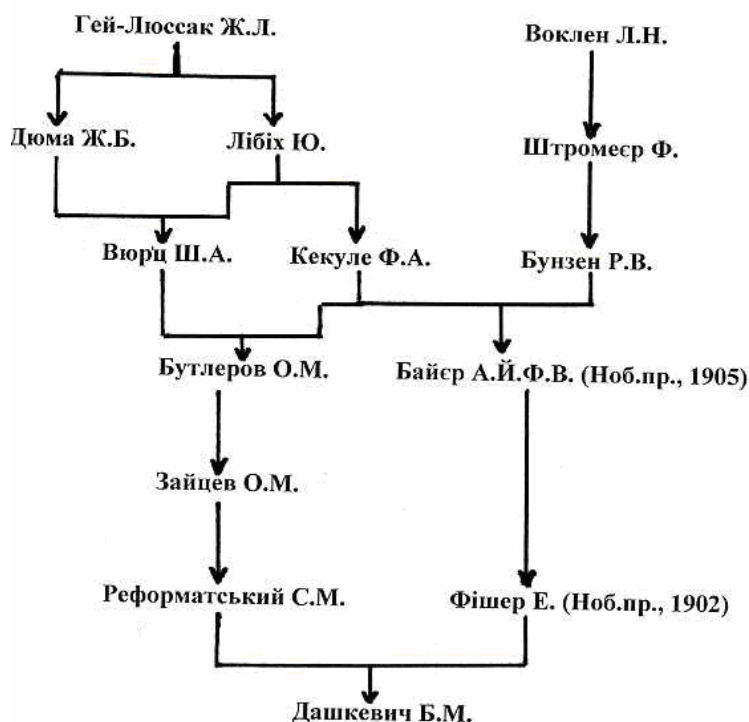 Гей-Люссак Ж.Л.
Воклен Л.Н.
Дюма Ж.Б.
Лібіх Ю.
Штромеєр Ф.
Вюрц Ш.А.
Кекуле Ф.А.
Бунзен Р.В.
Бутлеров О.М.
Байєр А.Й.Ф.В. (Ноб.пр., 1905)
Зайцев О.М.
Реформатський С.М.
Фішер Е. (Ноб.пр., 1902)
Дашкевич Б.М.